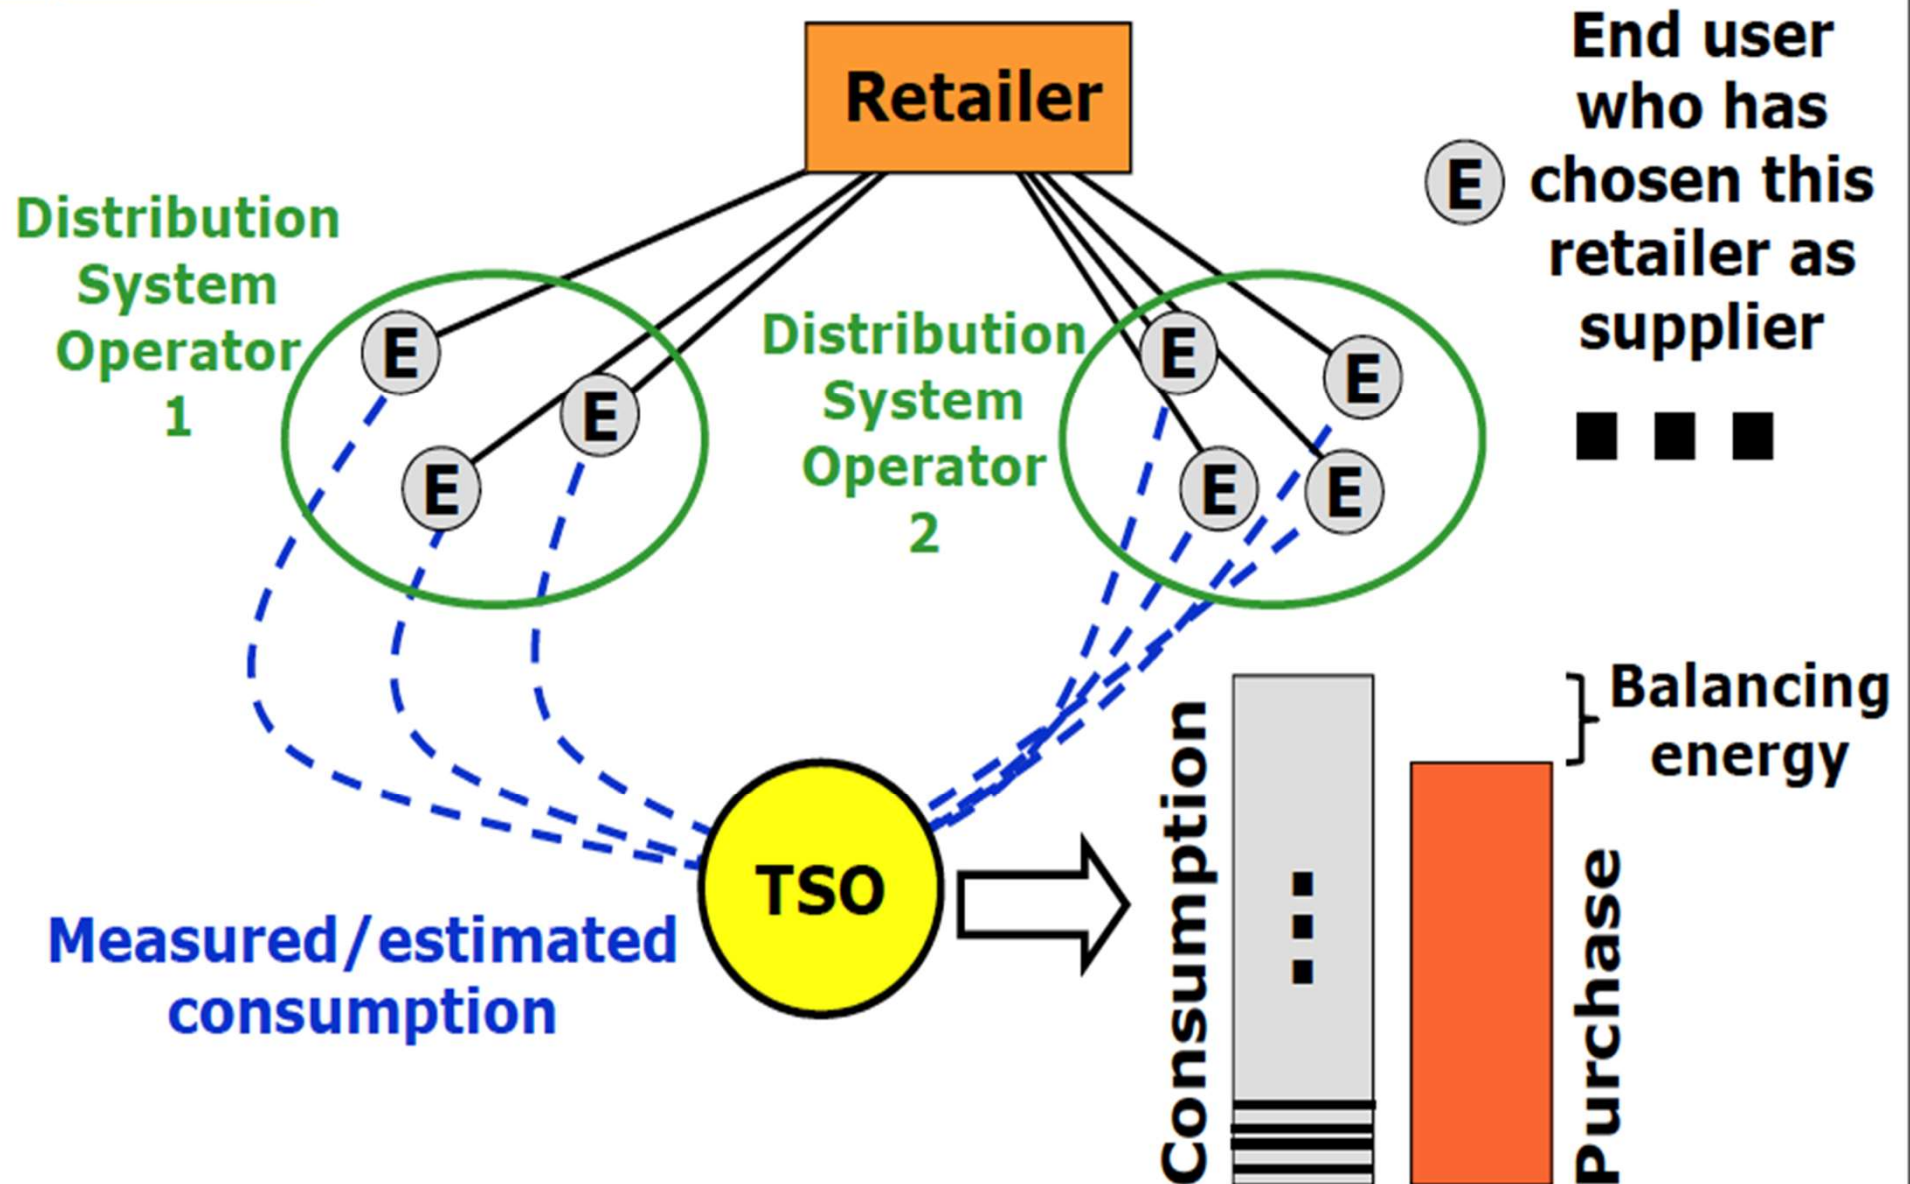 Retailer
End user
who has
chosen this
retailer as
supplier
E
Distribution
System
Operator
1
E
E
E
Distribution
System
Operator
2
E
E
E
E
Balancing
energy
TSO
Measured/estimated
consumption
Consumption
Purchase